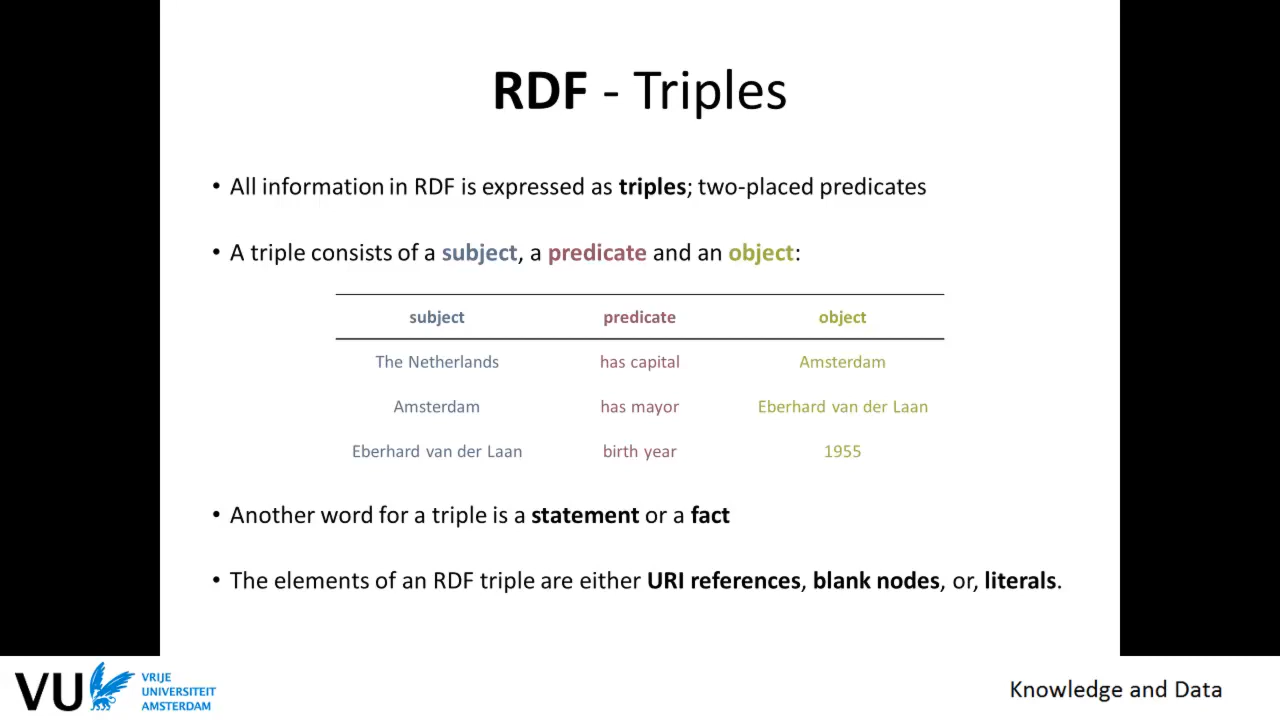 RDF - Triples
• All information in RDF is expressed as triples; two-placed predicates
• A triple consists of a subject, a predicate and an object:
subject predicate object
The Netherlands has capital Amsterdam
Amsterdam has mayor Eberhard van der Laan
Eberhard van der Laan birth year 1955
• Another word for a triple is a statement or a fact
• The elements of an RDF triple are either URI references, blank nodes, or, literals.
VU VRIJE
UNIVERSITEIT
AMSTERDAM
Knowledge and Data